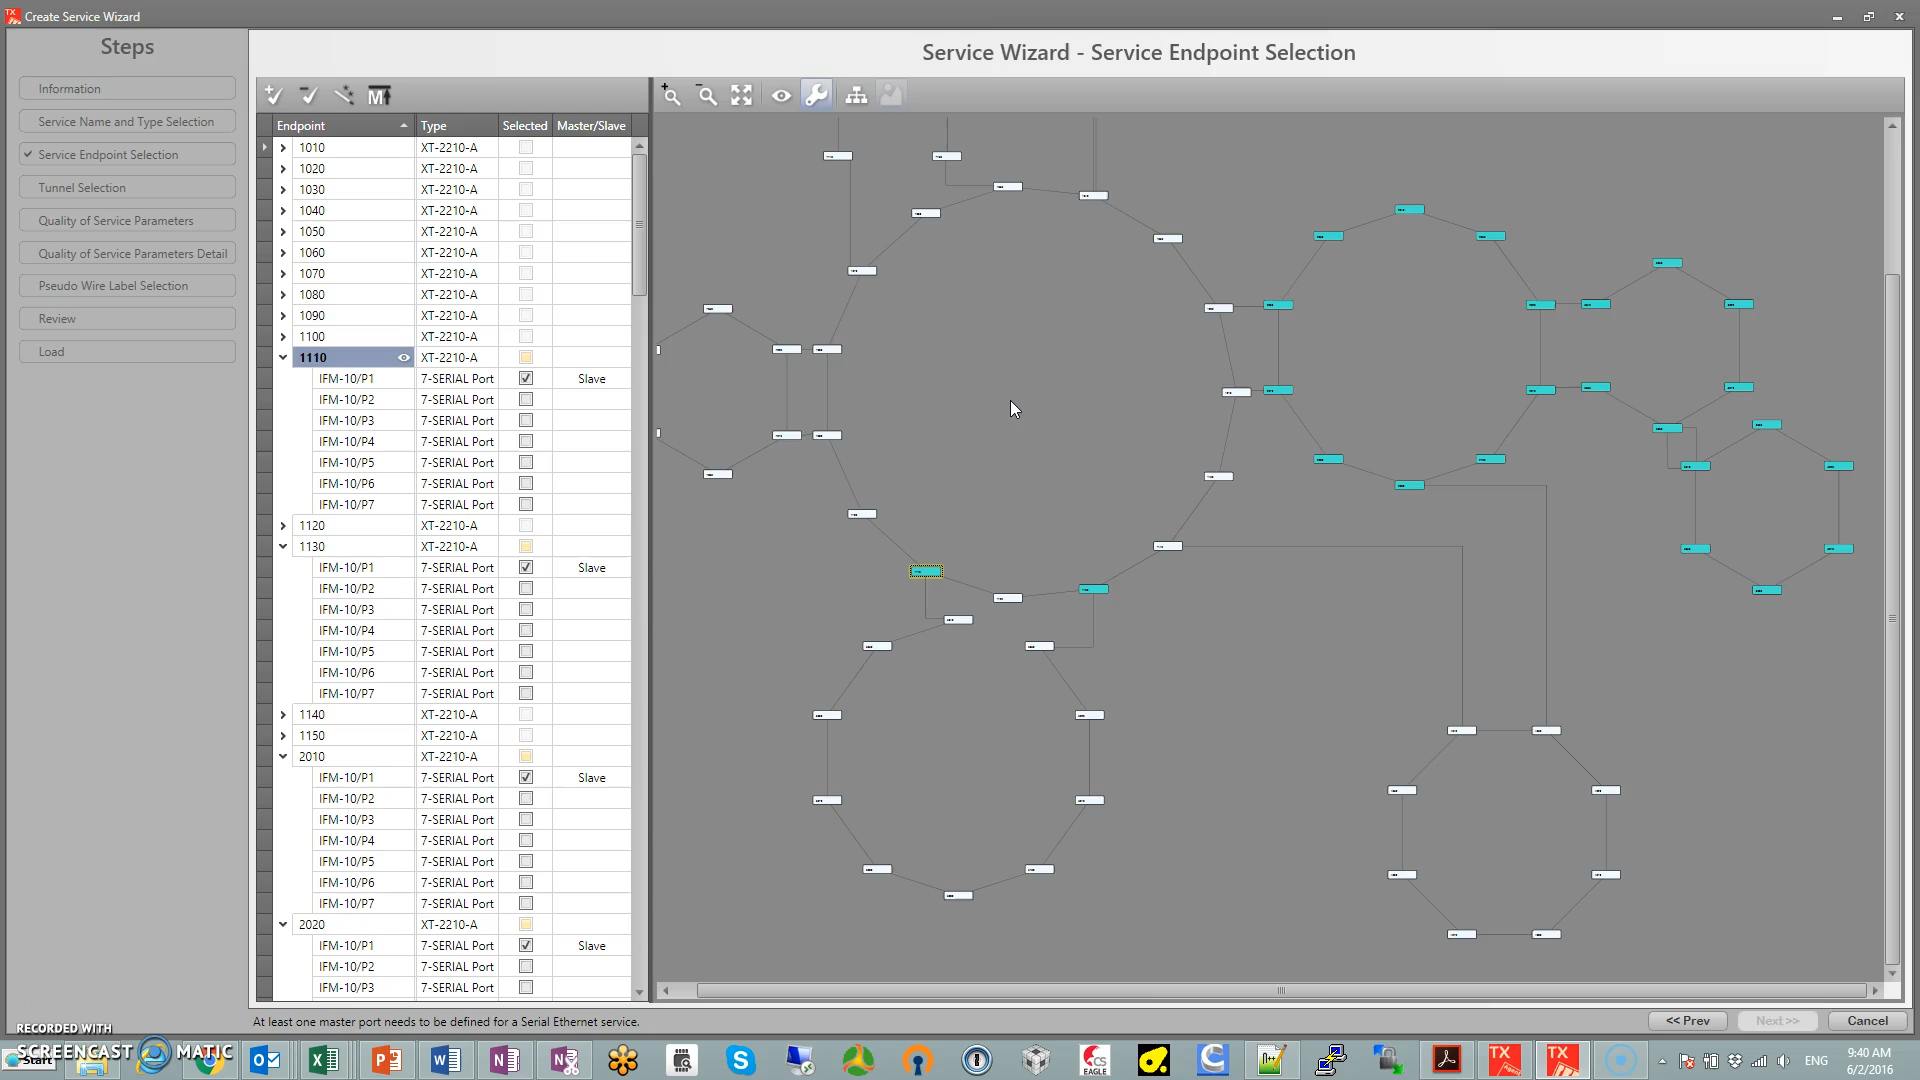 Create Service Wizard
Steps
Information
Service Name and Type Selection
Service Endpoint Selection
Tunnel Selection
Quality of Service Parameters
Quality of Service Parameters Detail
Pseudo Wire Label Selection
Review
Load
Service Wizard - Service Endpoint Selection
Endpoint Type Selected Master/Slave
1010 XT-2210-A
1020 XT-2210-A
1030 XT-2210-A
1040 XT-2210-A
1050 XT-2210-A
1060 XT-2210-A
1070 XT-2210-A
1080 XT-2210-A
1090 XT-2210-A
1100 XT-2210-A
1110 XT-2210-A
IFM-10/P1 7-SERIAL Port Slave
IFM-10/P2 7-SERIAL Port
IFM-10/P3 7-SERIAL Port
IFM-10/P4 7-SERIAL Port
IFM-10/P5 7-SERIAL Port
IFM-10/P6 7-SERIAL Port
IFM-10/P7 7-SERIAL Port
1120 XT-2210-A
1130 XT-2210-A
IFM-10/P1 7-SERIAL Port Slave
IFM-10/P2 7-SERIAL Port
IFM-10/P3 7-SERIAL Port
IFM-10/P4 7-SERIAL Port
IFM-10/P5 7-SERIAL Port
IFM-10/P6 7-SERIAL Port
IFM-10/P7 7-SERIAL Port
1140 XT-2210-A
1150 XT-2210-A
2010 XT-2210-A
IFM-10/P1 7-SERIAL Port Slave
IFM-10/P2 7-SERIAL Port
IFM-10/P3 7-SERIAL Port
IFM-10/P4 7-SERIAL Port
IFM-10/P5 7-SERIAL Port
IFM-10/P6 7-SERIAL Port
IFM-10/P7 7-SERIAL Port
2020 XT-2210-A
IFM-10/P1 7-SERIAL Port Slave
IFM-10/P2 7-SERIAL Port
IFM-10/P3 7-SERIAL Port
At least one master port needs to be defined for a Serial Ethernet service.
<< Prev Next >> Cancel
RECORDED WITH
SCREENCAST MATIC
Start
CS
EAGLE
TX
TX
ENG
9:40 AM
6/2/2016